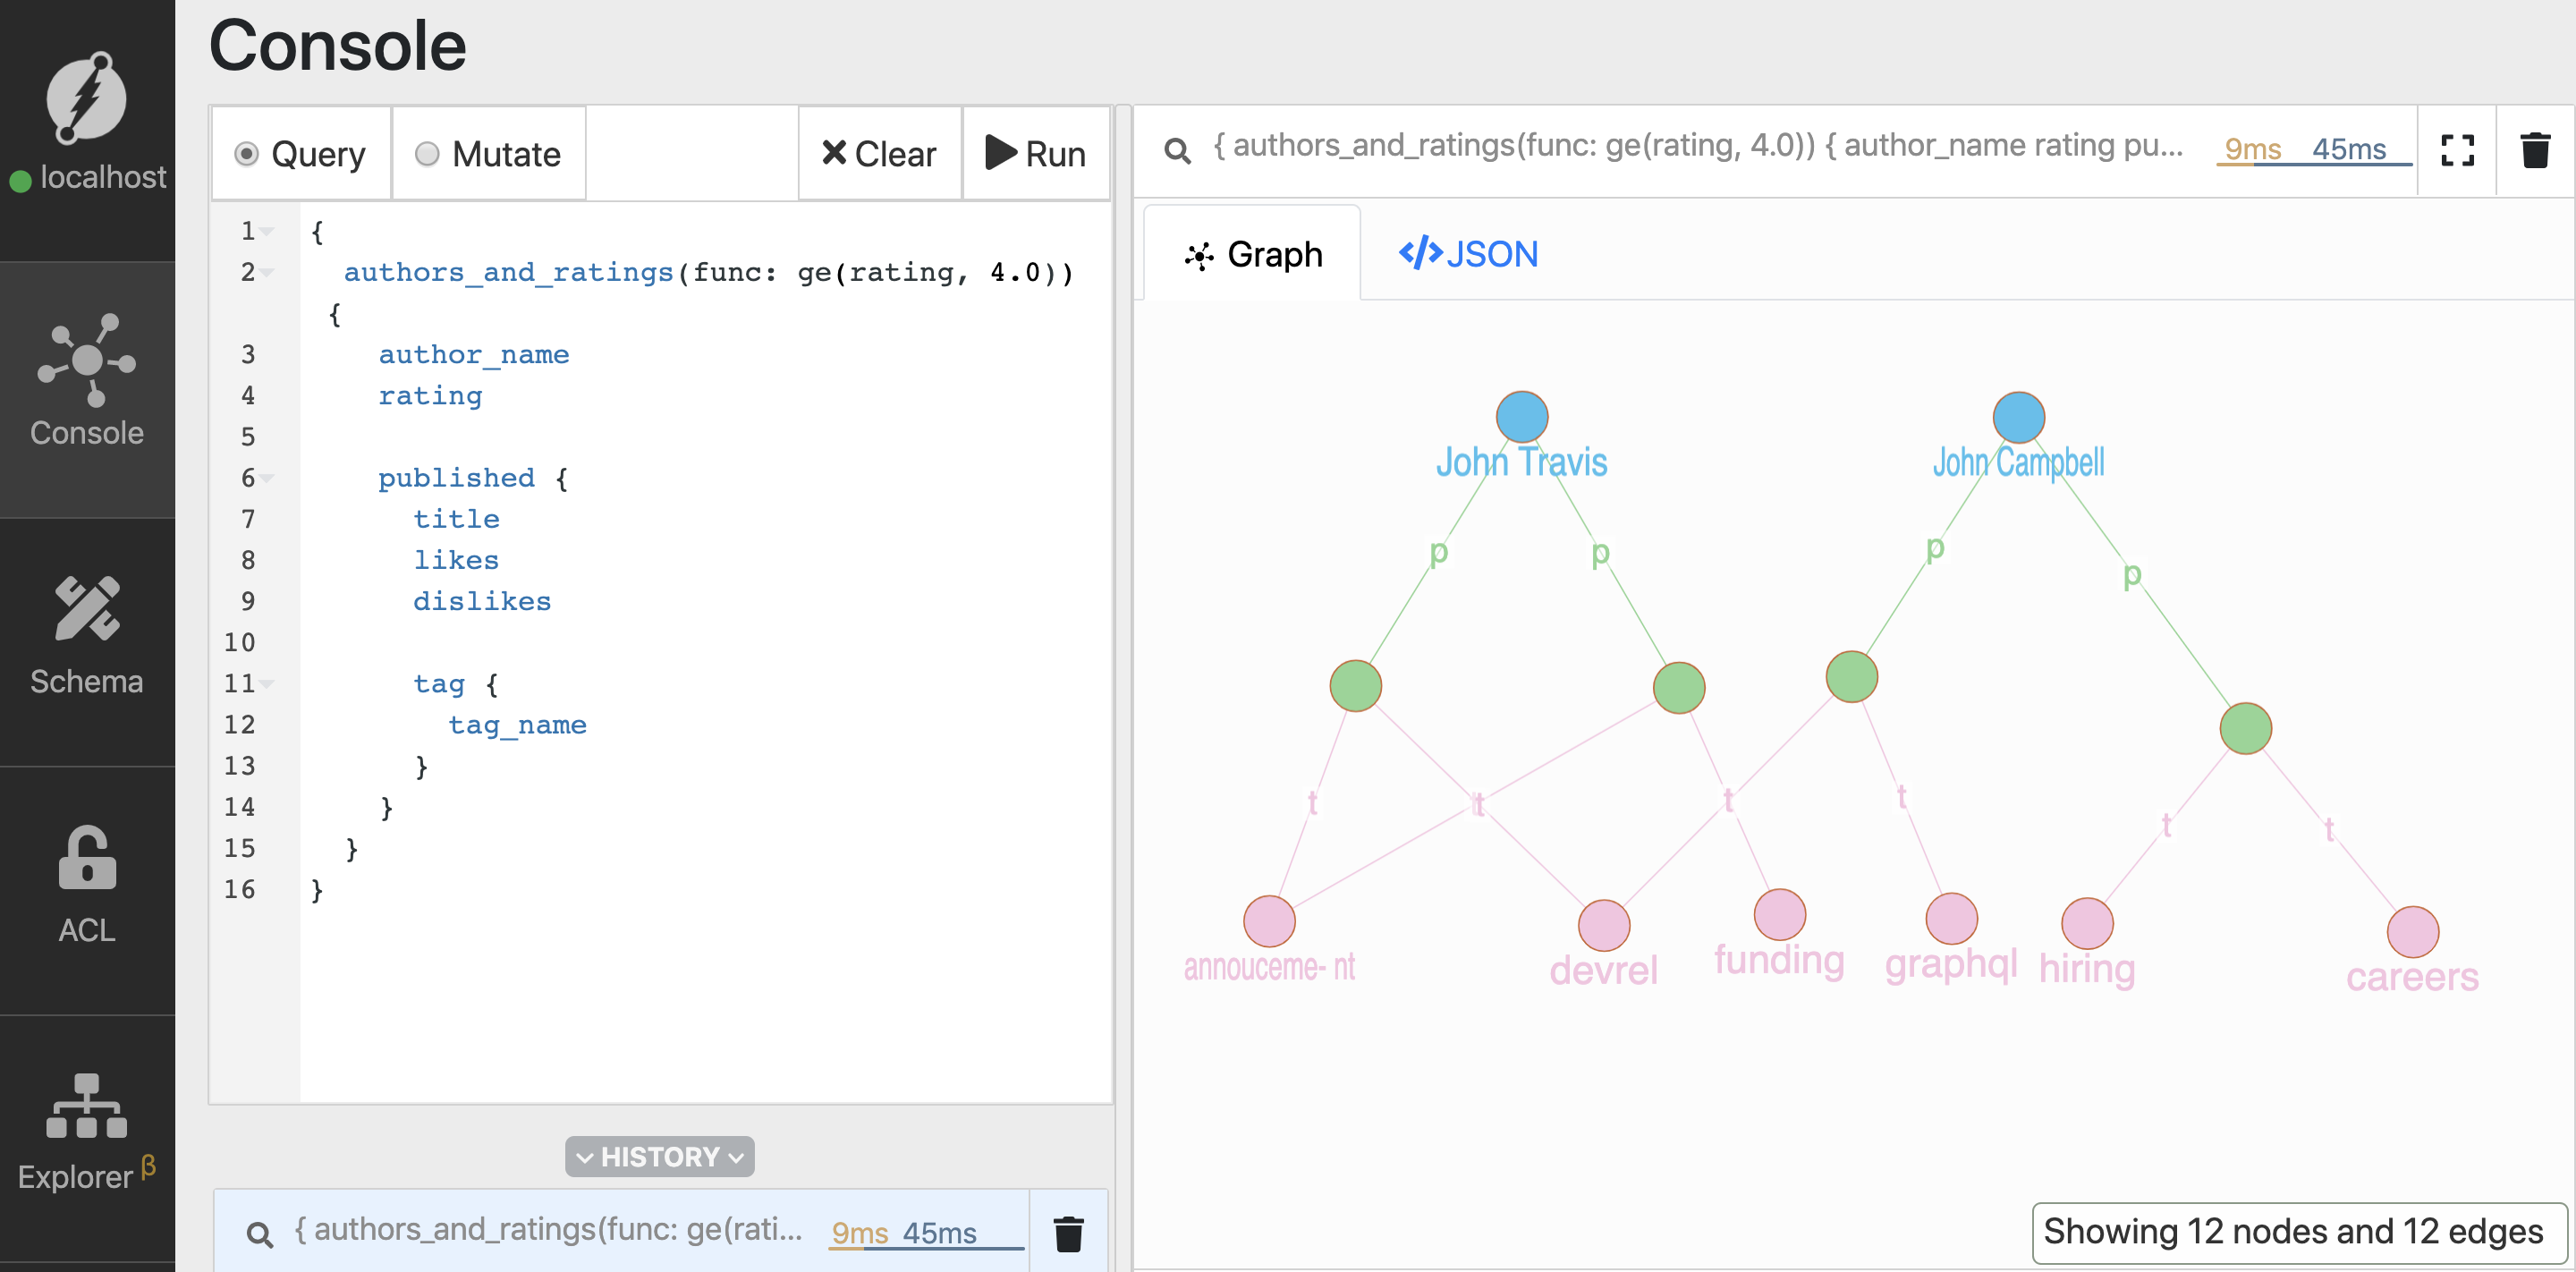 Console
localhost
Console
Schema
ACL
Explorer β
Query
Mutate
Clear
Run
1 {
2 authors_and_ratings(func: ge(rating, 4.0))
{
3 author_name
4 rating
5
6 published {
7 title
8 likes
9 dislikes
10
11 tag {
12 tag_name
13 }
14 }
15 }
16 }
HISTORY
{ authors_and_ratings(func: ge(rati... 9ms 45ms
{ authors_and_ratings(func: ge(rating, 4.0)) { author_name rating pu... 9ms 45ms
Graph
</>JSON
John Travis
John Campbell
p
p
p
p
t
t
t
t
t
t
annouceme- nt
devrel
funding
graphql
hiring
careers
Showing 12 nodes and 12 edges